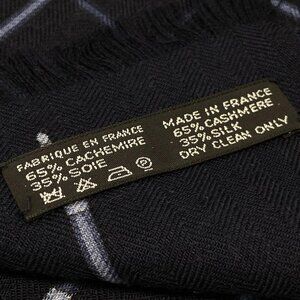 FABRIQUE EN FRANCE
65% CACHEMIRE
35% SOIE
P
MADE IN FRANCE
65% CASHMERE
35% SILK
DRY CLEAN ONLY